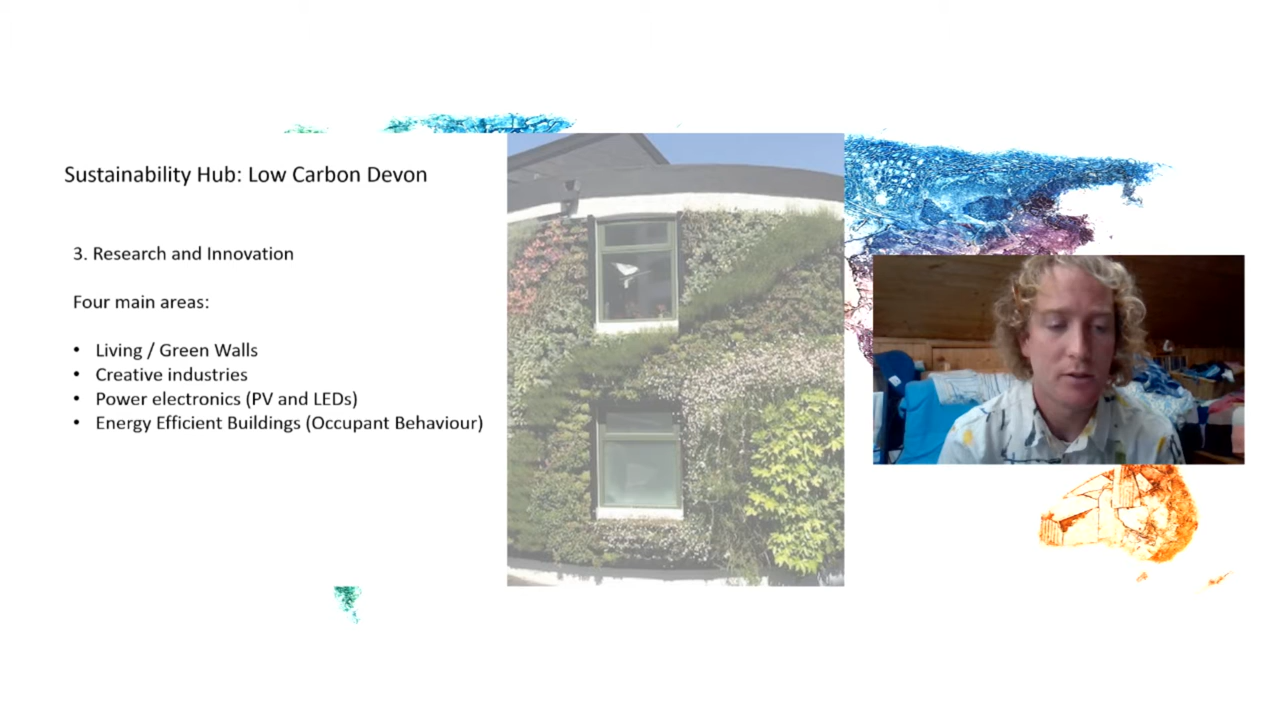 Sustainability Hub: Low Carbon Devon
3. Research and Innovation
Four main areas:
• Living / Green Walls
• Creative industries
• Power electronics (PV and LEDs)
• Energy Efficient Buildings (Occupant Behaviour)